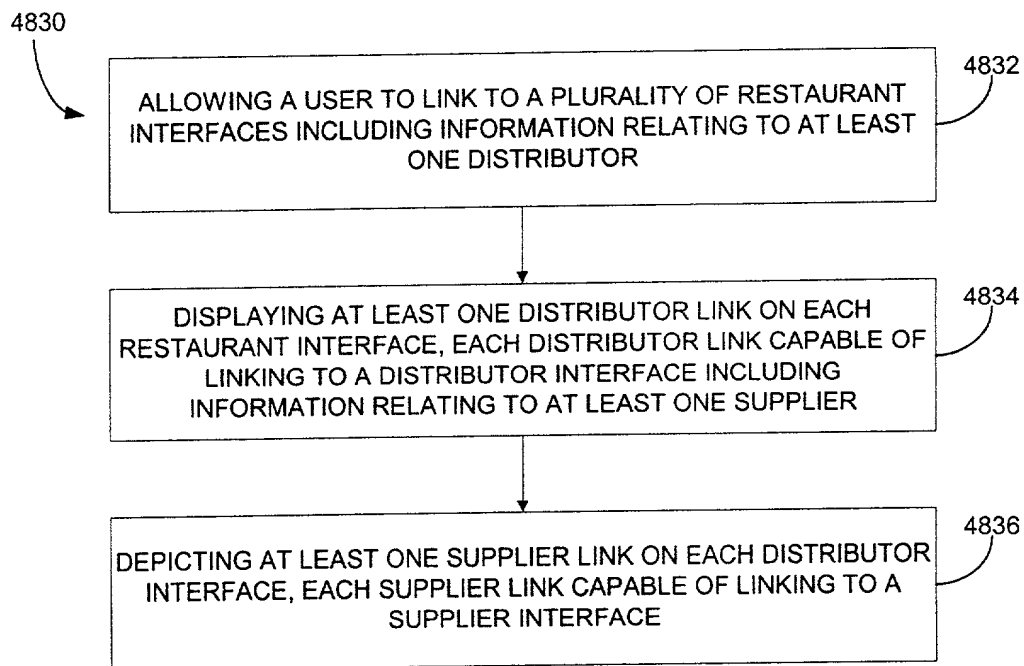 4830
4832
ALLOWING A USER TO LINK TO A PLURALITY OF RESTAURANT
INTERFACES INCLUDING INFORMATION RELATING TO AT LEAST
ONE DISTRIBUTOR
4834
DISPLAYING AT LEAST ONE DISTRIBUTOR LINK ON EACH
RESTAURANT INTERFACE, EACH DISTRIBUTOR LINK CAPABLE OF
LINKING TO A DISTRIBUTOR INTERFACE INCLUDING
INFORMATION RELATING TO AT LEAST ONE SUPPLIER
4836
DEPICTING AT LEAST ONE SUPPLIER LINK ON EACH DISTRIBUTOR
INTERFACE, EACH SUPPLIER LINK CAPABLE OF LINKING TO A
SUPPLIER INTERFACE